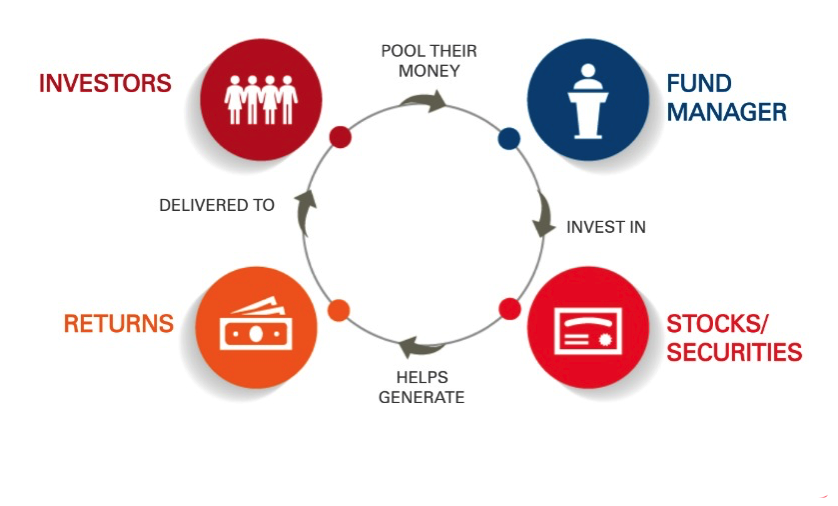 POOL THEIR
MONEY
INVESTORS
FUND
MANAGER
DELIVERED TO
INVEST IN
RETURNS
STOCKS/
SECURITIES
HELPS
GENERATE